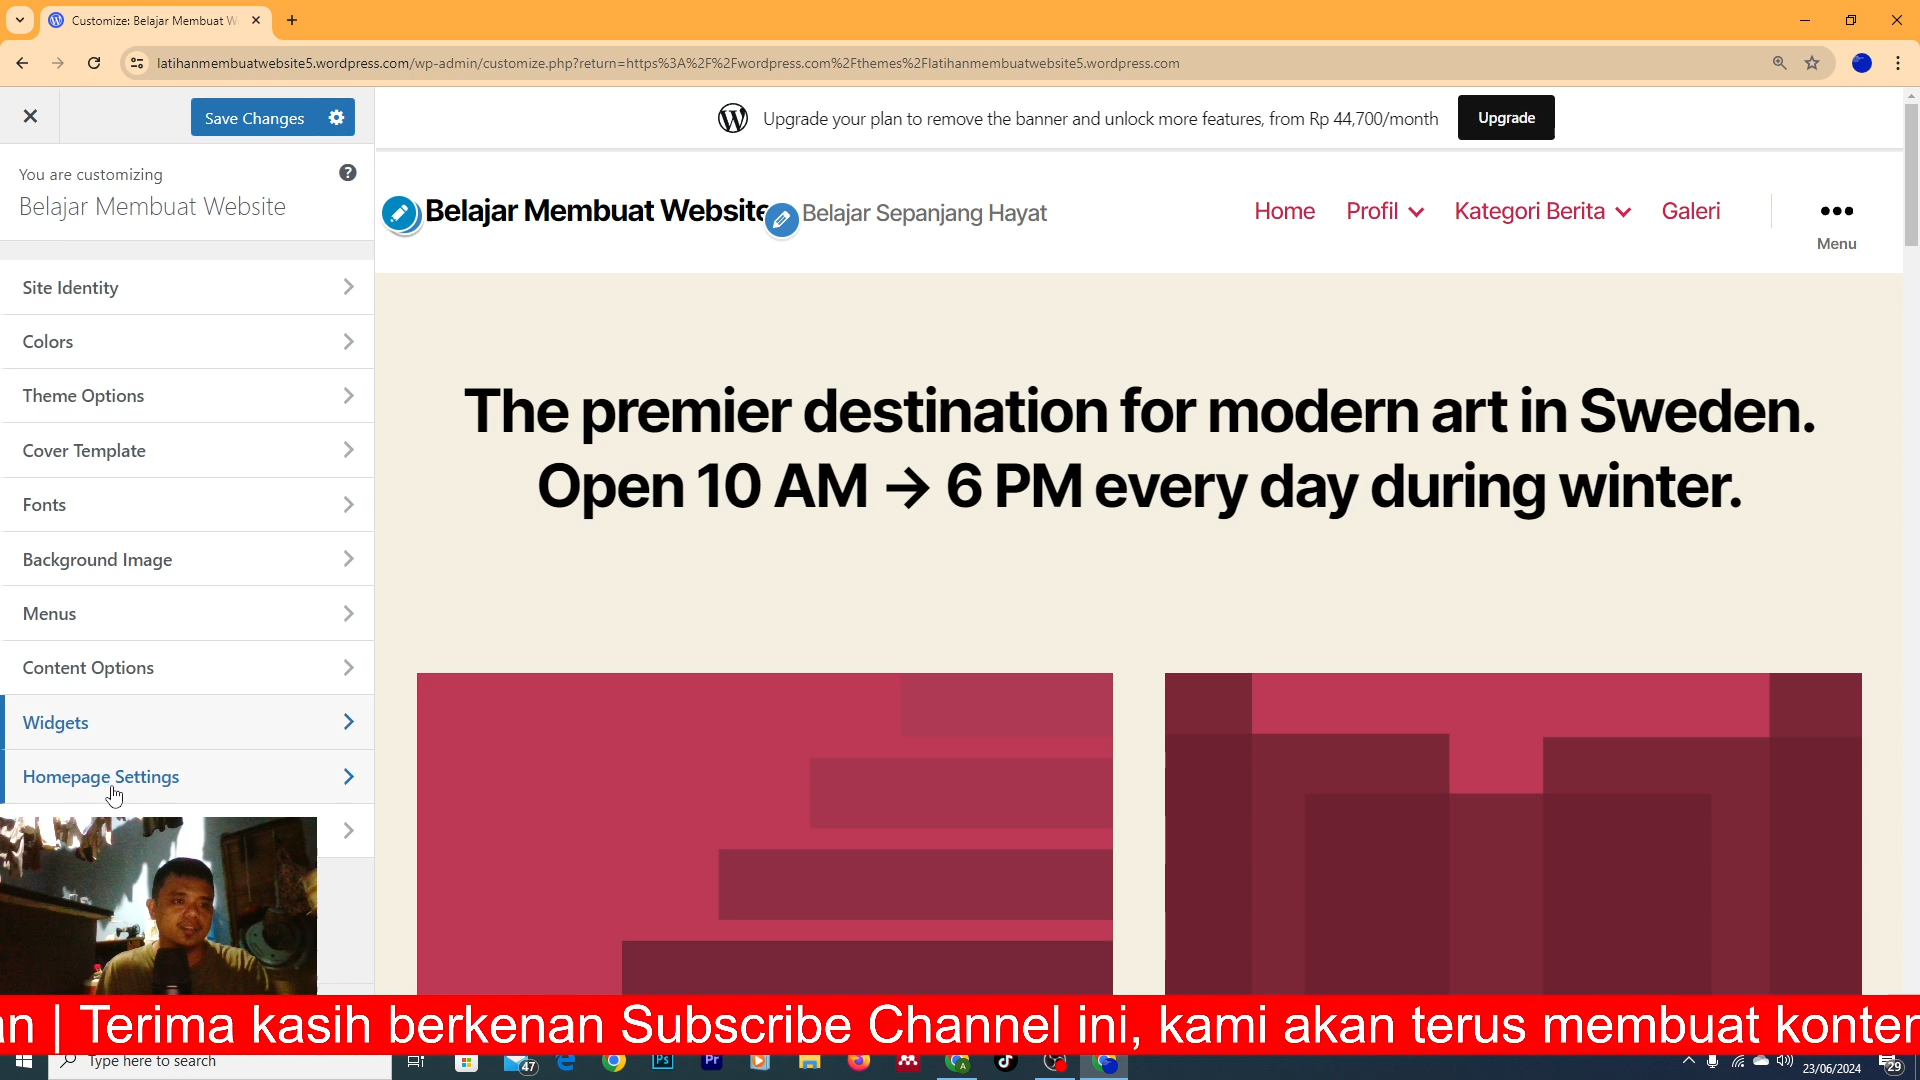 Customize: Belajar Membuat W
latihanmembuatwebsite5.wordpress.com/wp-admin/customize.php?return=https%3A%2F%2Fwordpress.com%2Fthemes%2Flatihanmembuatwebsite5.wordpress.com
Save Changes
Upgrade your plan to remove the banner and unlock more features, from Rp 44,700/month
Upgrade
You are customizing
Belajar Membuat Website
Belajar Membuat Website
Belajar Sepanjang Hayat
Home
Profil
Kategori Berita
Galeri
Menu
Site Identity
Colors
Theme Options
Cover Template
Fonts
Background Image
Menus
Content Options
Widgets
Homepage Settings
The premier destination for modern art in Sweden.
Open 10 AM → 6 PM every day during winter.
an | Terima kasih berkenan Subscribe Channel ini, kami akan terus membuat konten
Type here to search
47
Ps
Pr
A
23/06/2024
29